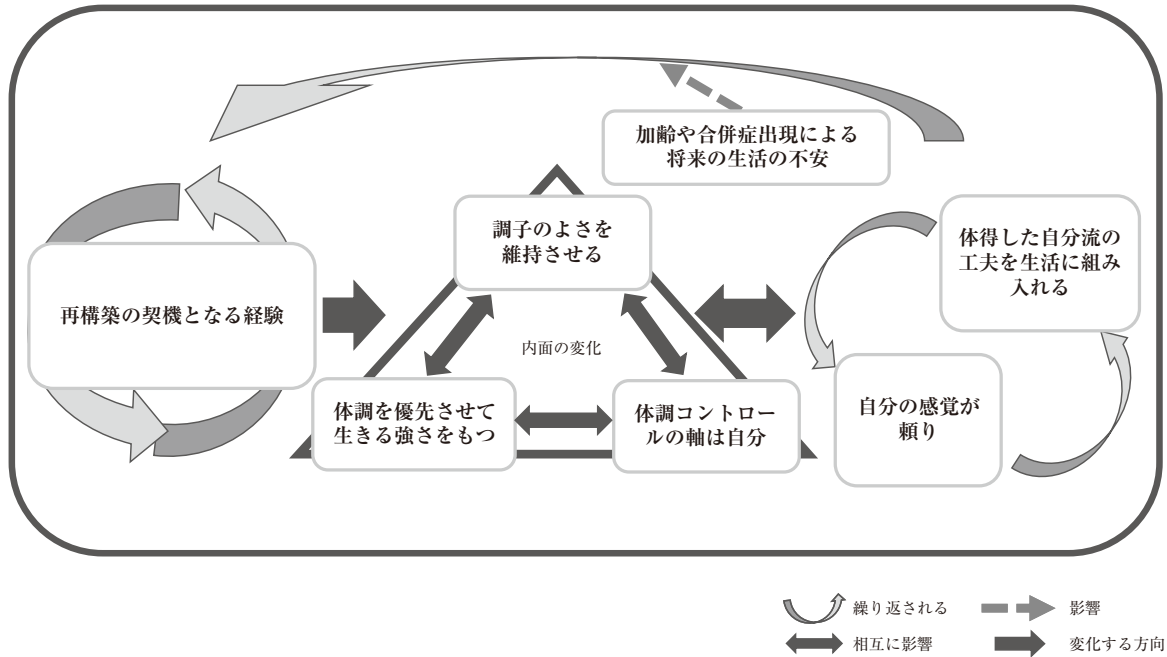 加齢や合併症出現による
将来の生活の不安
調子のよさを
維持させる
体得した自分流の
工夫を生活に組み
入れる
再構築の契機となる経験
内面の変化
体調を優先させて
生きる強さをもつ
体調コントロー
ルの軸は自分
自分の感覚が
頼り
繰り返される
影響
相互に影響
変化する方向